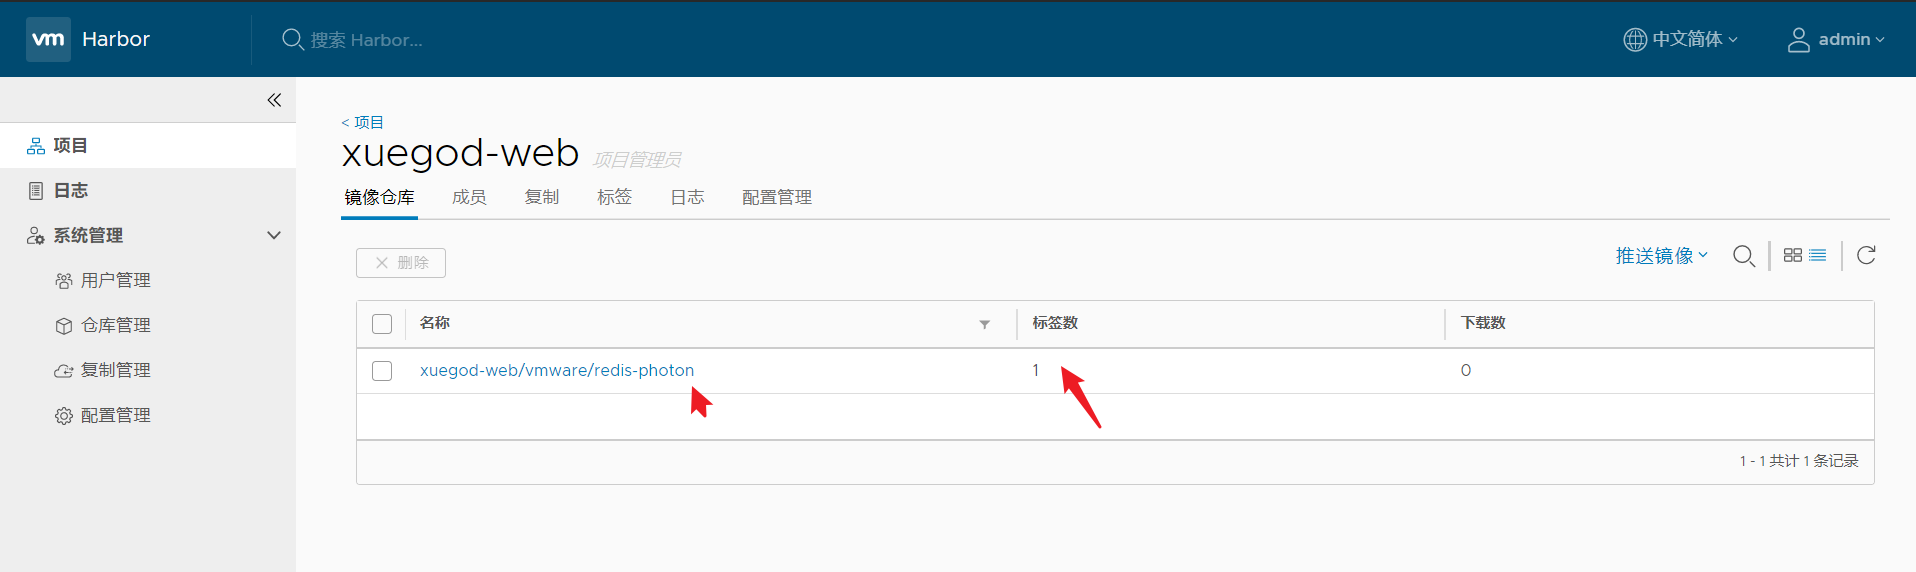 vm Harbor 搜索 Harbor... 中文简体 admin
项目
日志
系统管理
用户管理
仓库管理
复制管理
配置管理
< 项目
xuegod-web 项目管理员
镜像仓库 成员 复制 标签 日志 配置管理
删除 推送镜像
名称 标签数 下载数
xuegod-web/vmware/redis-photon 1 0
1 - 1 共计 1 条记录